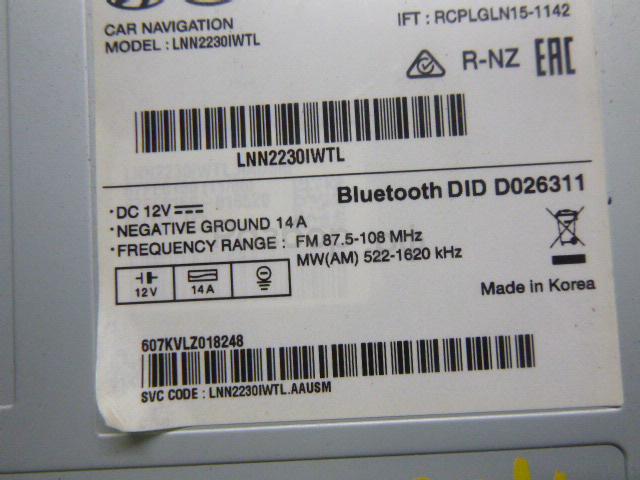 CAR NAVIGATION
MODEL : LNN2230IWTL
IFT : RCPLGLN15-1142
R-NZ EAC
LNN2230IWTL
Bluetooth DID D026311
·DC 12V
·NEGATIVE GROUND 14A
·FREQUENCY RANGE : FM 87.5-108 MHz
MW(AM) 522-1620 kHz
12V
14A
Made in Korea
607KVLZ018248
SVC CODE : LNN2230IWTL.AAUSM